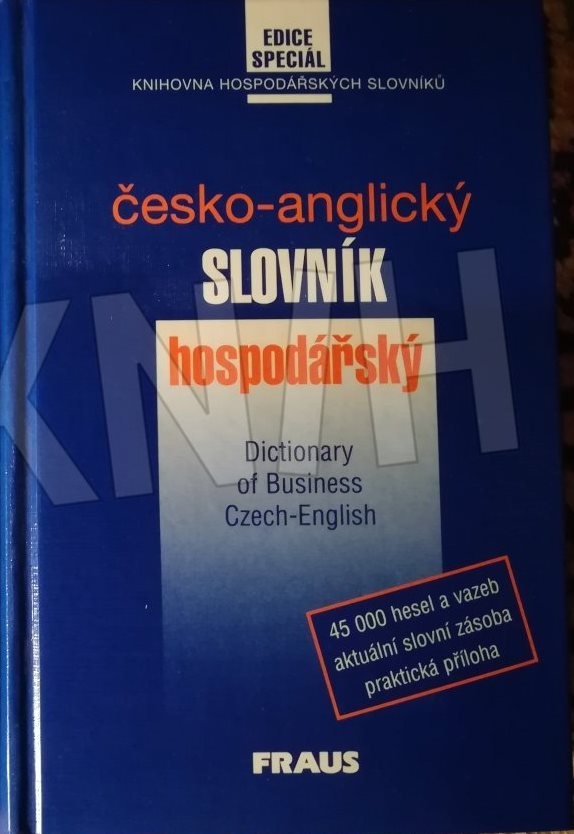 EDICE
SPECIÁL
KNIHOVNA HOSPODÁŘSKÝCH SLOVNÍKŮ
česko-anglický
SLOVNÍK
hospodářský
Dictionary
of Business
Czech-English
45 000 hesel a vazeb
aktuální slovní zásoba
praktická příloha
FRAUS